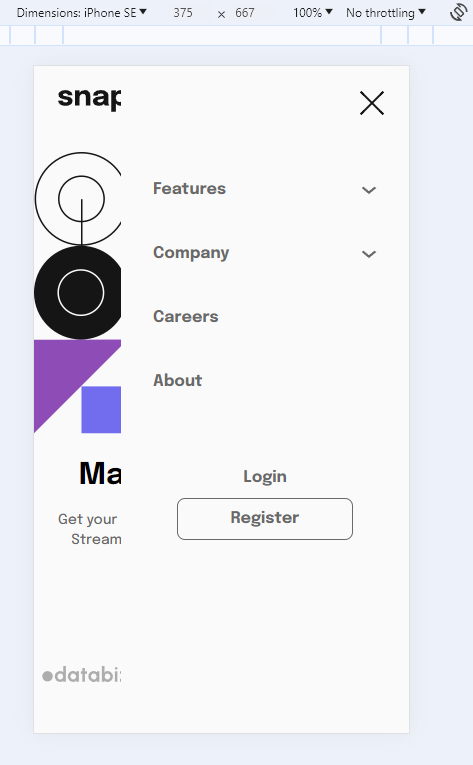 Dimensions: iPhone SE 375 × 667 100% No throttling
snap
Features
Company
Careers
About
Ma
Login
Get your
Register
Stream
databi